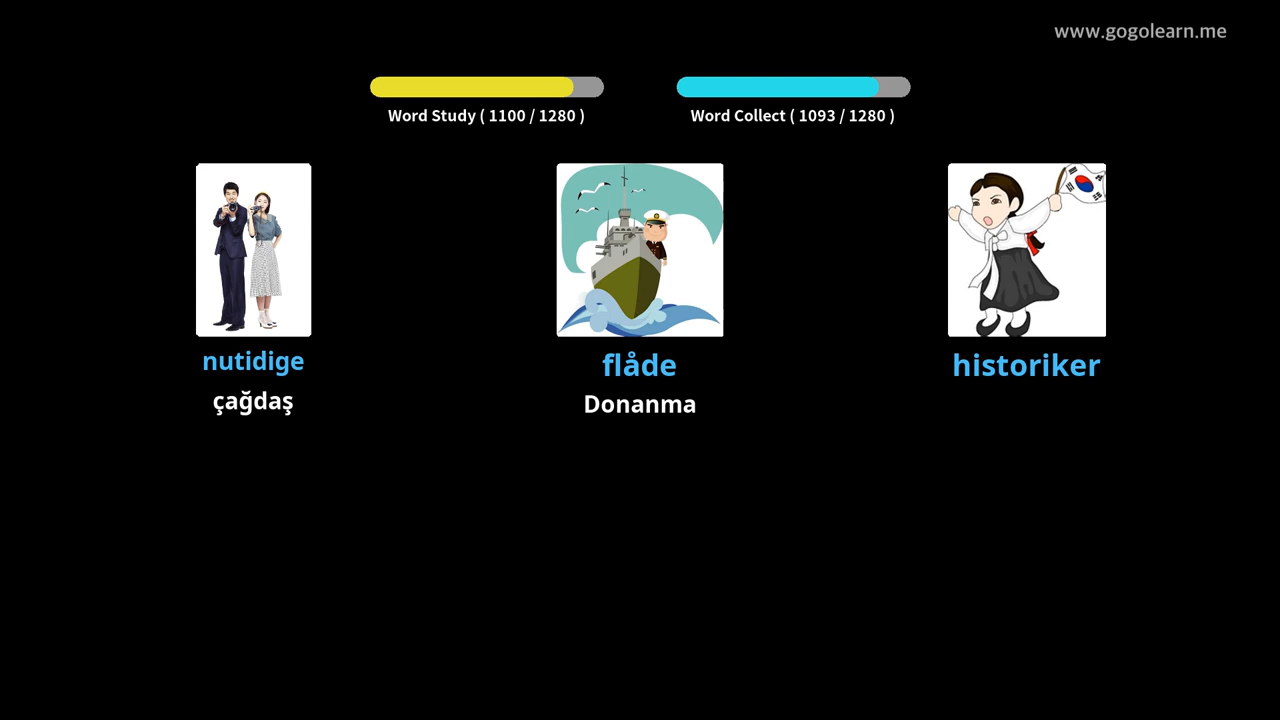 www.gogolearn.me
Word Study ( 1100 / 1280 )
Word Collect ( 1093 / 1280 )
nutidige
çağdaş
flåde
Donanma
historiker